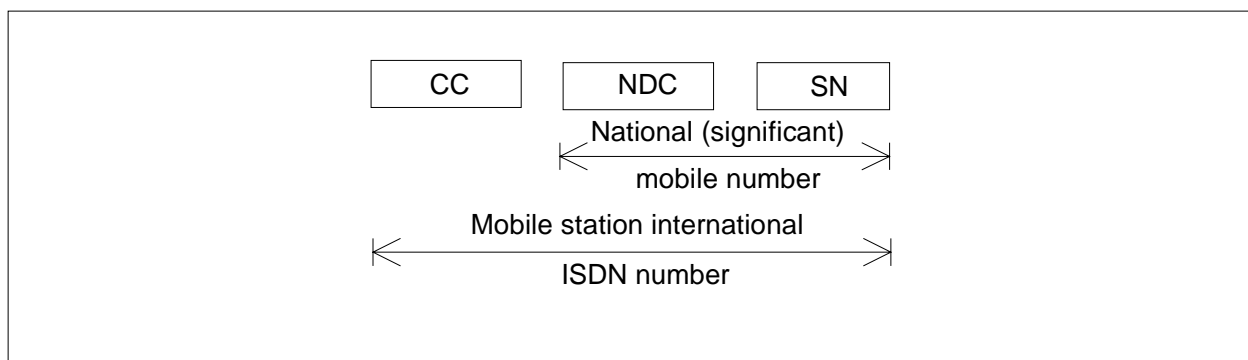 CC NDC SN
National (significant)
mobile number
Mobile station international
ISDN number